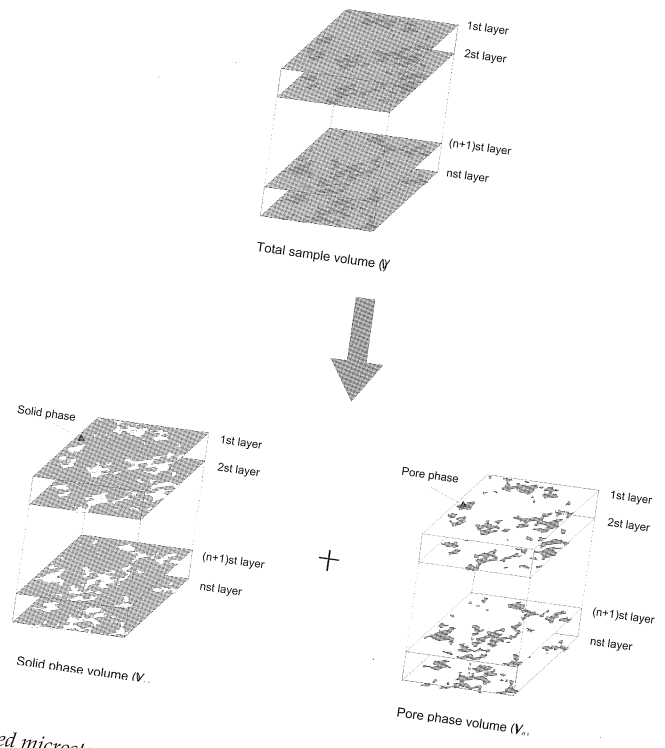 1st layer
2st layer
(n+1)st layer
nst layer
Total sample volume (V
Solid phase
1st layer
2st layer
(n+1)st layer
nst layer
Solid phase volume (V
+
Pore phase
1st layer
2st layer
(n+1)st layer
nst layer
Pore phase volume (V
ed